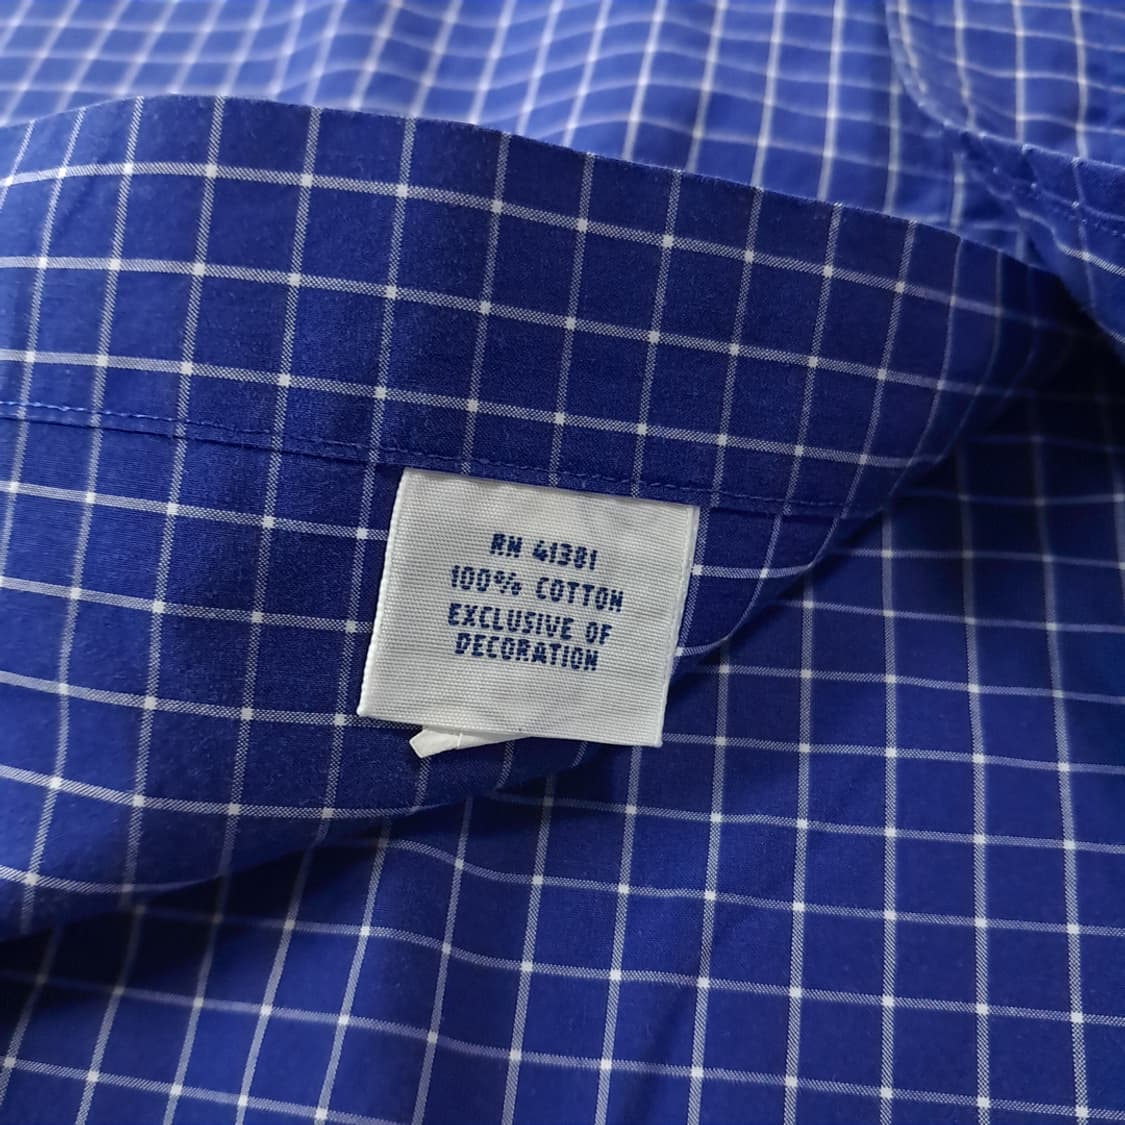 RN 41381
100% COTTON
EXCLUSIVE OF
DECORATION